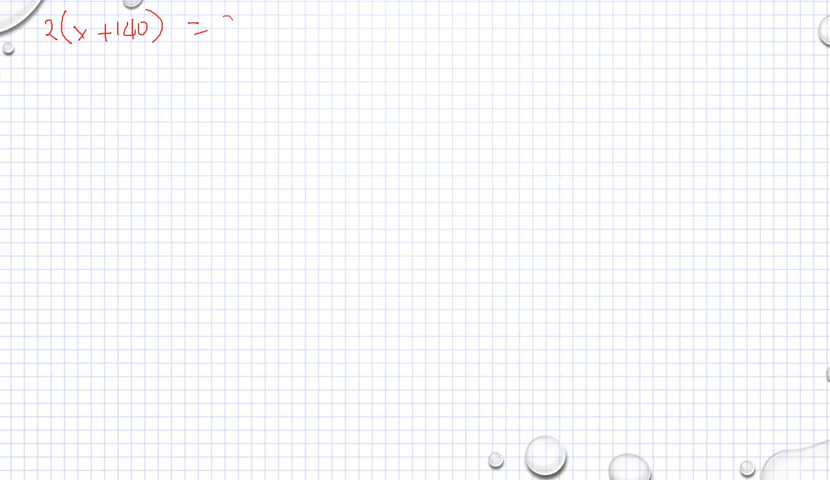 2(x+140) =